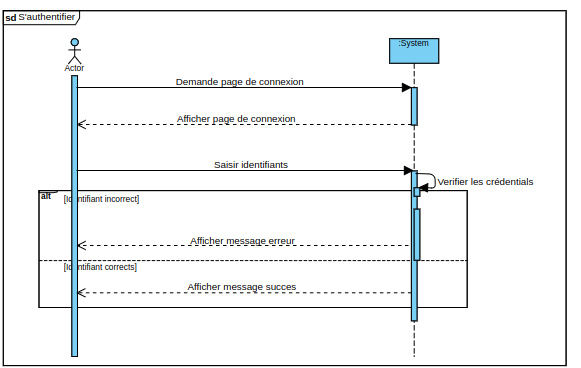 sd S'authentifier
:System
Actor
Demande page de connexion
Afficher page de connexion
Saisir identifiants
Verifier les crédentials
alt
[Identifiant incorrect]
Afficher message erreur
[Identifiant corrects]
Afficher message succes